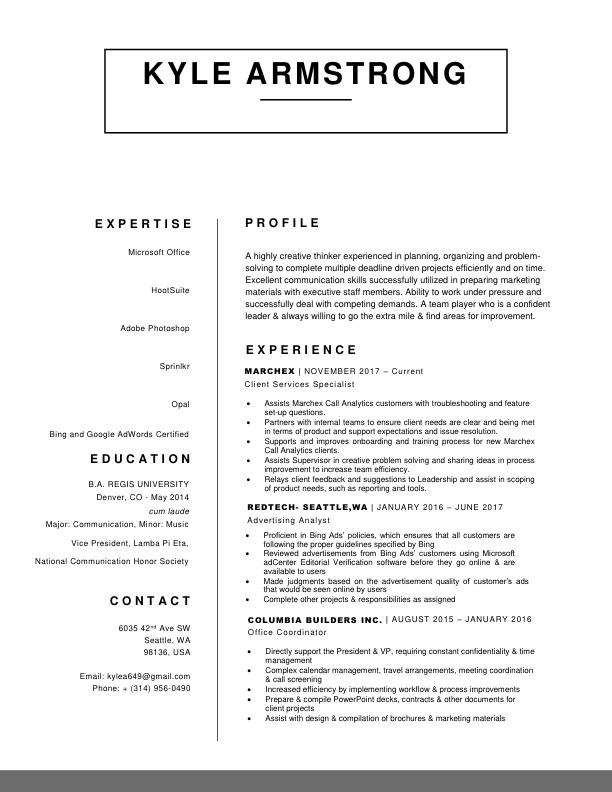 KYLE ARMSTRONG
EXPERTISE
Microsoft Office
HootSuite
Adobe Photoshop
Sprinlkr
Opal
Bing and Google AdWords Certified
EDUCATION
B.A. REGIS UNIVERSITY
Denver, CO - May 2014
cum laude
Major: Communication, Minor: Music
Vice President, Lamba Pi Eta,
National Communication Honor Society
CONTACT
6035 42nd Ave SW
Seattle, WA
98136, USA
Email: kylea649@gmail.com
Phone: + (314) 956-0490
PROFILE
A highly creative thinker experienced in planning, organizing and problem-
solving to complete multiple deadline driven projects efficiently and on time.
Excellent communication skills successfully utilized in preparing marketing
materials with executive staff members. Ability to work under pressure and
successfully deal with competing demands. A team player who is a confident
leader & always willing to go the extra mile & find areas for improvement.
EXPERIENCE
MARCHEX | NOVEMBER 2017 – Current
Client Services Specialist
• Assists Marchex Call Analytics customers with troubleshooting and feature
set-up questions.
• Partners with internal teams to ensure client needs are clear and being met
in terms of product and support expectations and issue resolution.
• Supports and improves onboarding and training process for new Marchex
Call Analytics clients.
• Assists Supervisor in creative problem solving and sharing ideas in process
improvement to increase team efficiency.
• Relays client feedback and suggestions to Leadership and assist in scoping
of product needs, such as reporting and tools.
REDTECH- SEATTLE,WA | JANUARY 2016 – JUNE 2017
Advertising Analyst
• Proficient in Bing Ads' policies, which ensures that all customers are
following the proper guidelines specified by Bing
• Reviewed advertisements from Bing Ads' customers using Microsoft
adCenter Editorial Verification software before they go online & are
available to users
• Made judgments based on the advertisement quality of customer's ads
that would be seen online by users
• Complete other projects & responsibilities as assigned
COLUMBIA BUILDERS INC. | AUGUST 2015 – JANUARY 2016
Office Coordinator
• Directly support the President & VP, requiring constant confidentiality & time
management
• Complex calendar management, travel arrangements, meeting coordination
& call screening
• Increased efficiency by implementing workflow & process improvements
• Prepare & compile PowerPoint decks, contracts & other documents for
client projects
• Assist with design & compilation of brochures & marketing materials